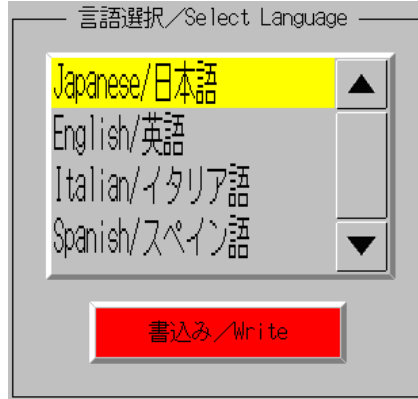 言語選択／Select Language
Japanese/日本語
English/英語
Italian/イタリア語
Spanish/スペイン語
書込み／Write